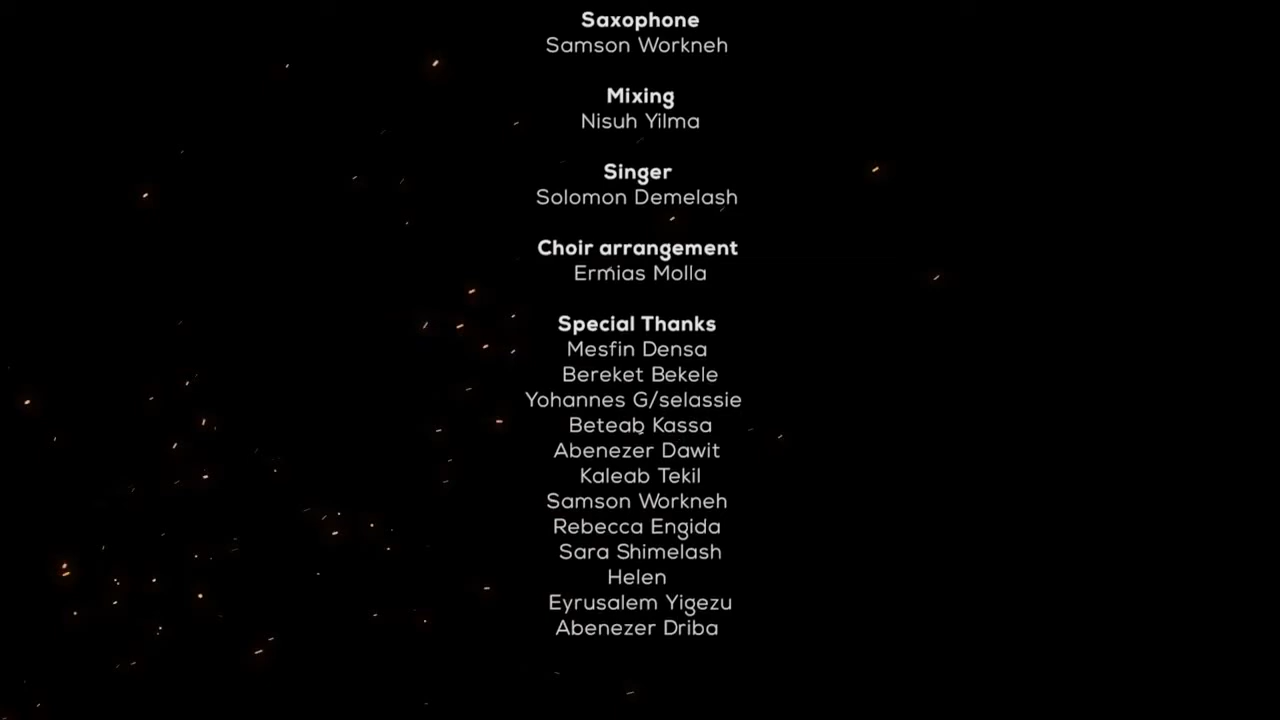 Saxophone
Samson Workneh
Mixing
Nisuh Yilma
Singer
Solomon Demelash
Choir arrangement
Ermias Molla
Special Thanks
Mesfin Densa
Bereket Bekele
Yohannes G/selassie
Beteab Kassa
Abenezer Dawit
Kaleab Tekil
Samson Workneh
Rebecca Engida
Sara Shimelash
Helen
Eyrusalem Yigezu
Abenezer Driba